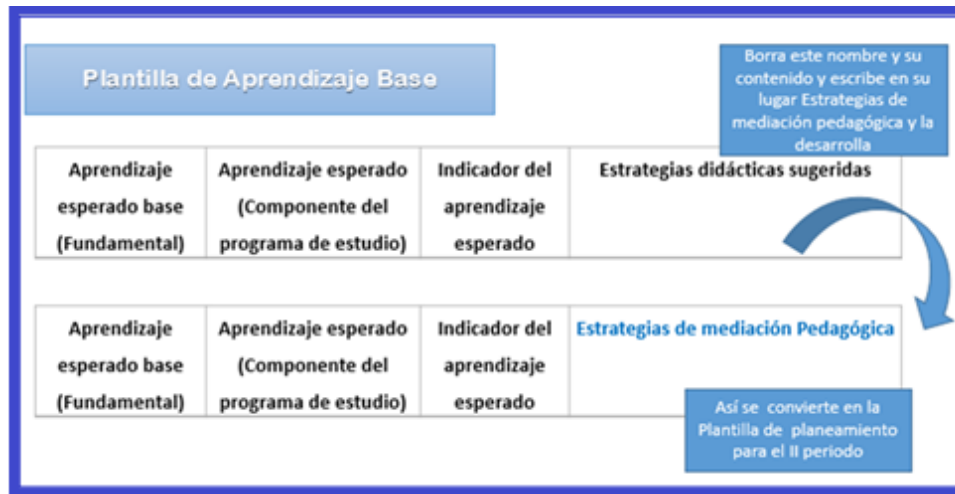 Plantilla de Aprendizaje Base
Borra este nombre y su
contenido y escribe en su
lugar Estrategias de
mediación pedagógica y la
desarrolla
Aprendizaje
esperado base
(Fundamental)
Aprendizaje esperado
(Componente del
programa de estudio)
Indicador del
aprendizaje
esperado
Estrategias didácticas sugeridas
Aprendizaje
esperado base
(Fundamental)
Aprendizaje esperado
(Componente del
programa de estudio)
Indicador del
aprendizaje
esperado
Estrategias de mediación Pedagógica
Así se convierte en la
Plantilla de planeamiento
para el II periodo